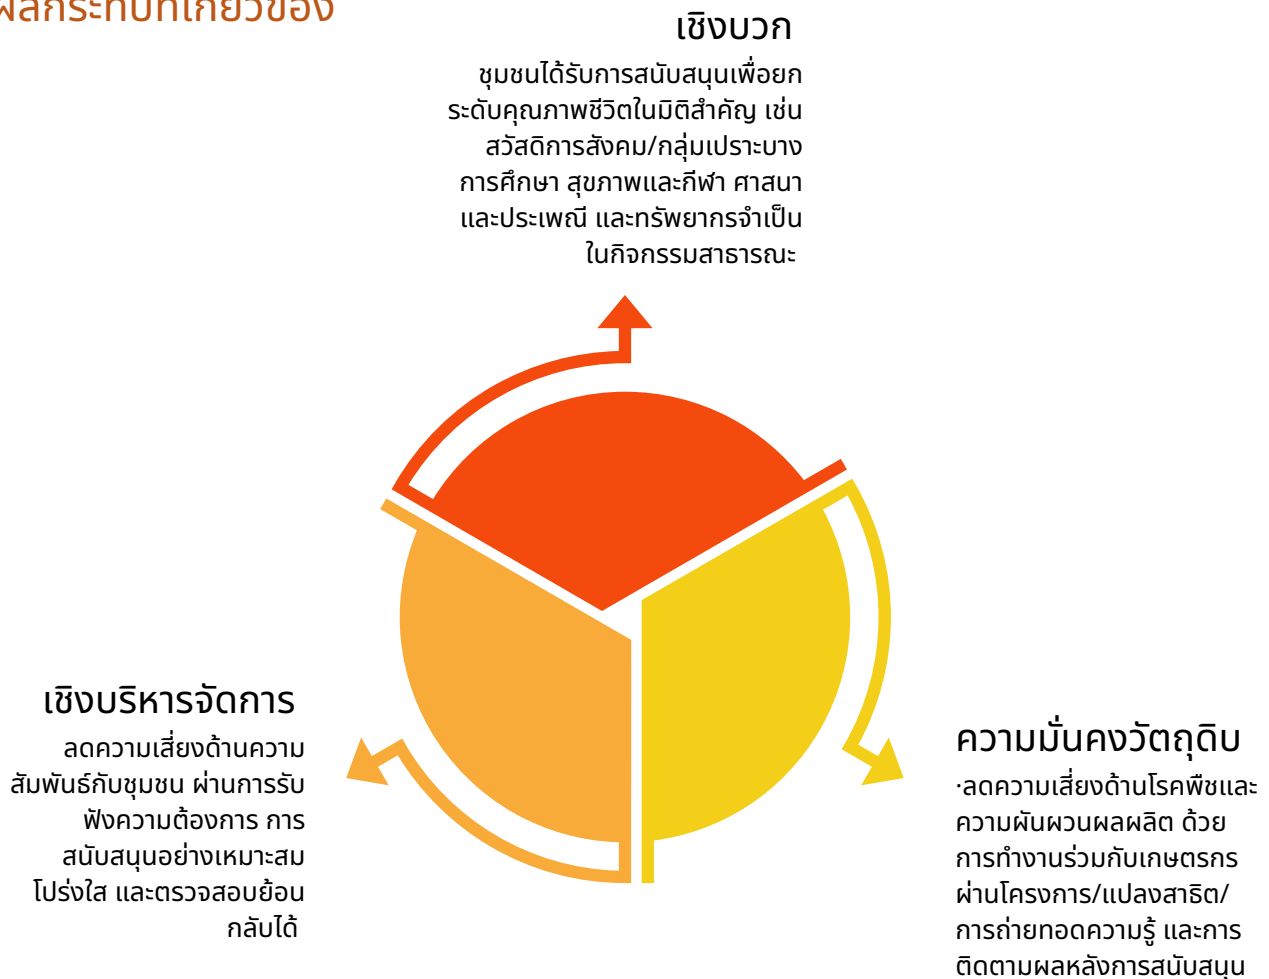 ผลกระทบที่เกี่ยวข้อง
เชิงบวก
ชุมชนได้รับการสนับสนุนเพื่อยก
ระดับคุณภาพชีวิตในมิติสำคัญ เช่น
สวัสดิการสังคม/กลุ่มเปราะบาง
การศึกษา สุขภาพและกีฬา ศาสนา
และประเพณี และทรัพยากรจำเป็น
ในกิจกรรมสาธารณะ
เชิงบริหารจัดการ
ลดความเสี่ยงด้านความ
สัมพันธ์กับชุมชน ผ่านการรับ
ฟังความต้องการ การ
สนับสนุนอย่างเหมาะสม
โปร่งใส และตรวจสอบย้อน
กลับได้
ความมั่นคงวัตถุดิบ
·ลดความเสี่ยงด้านโรคพืชและ
ความผันผวนผลผลิต ด้วย
การทำงานร่วมกับเกษตรกร
ผ่านโครงการ/แปลงสาธิต/
การถ่ายทอดความรู้ และการ
ติดตามผลหลังการสนับสนุน